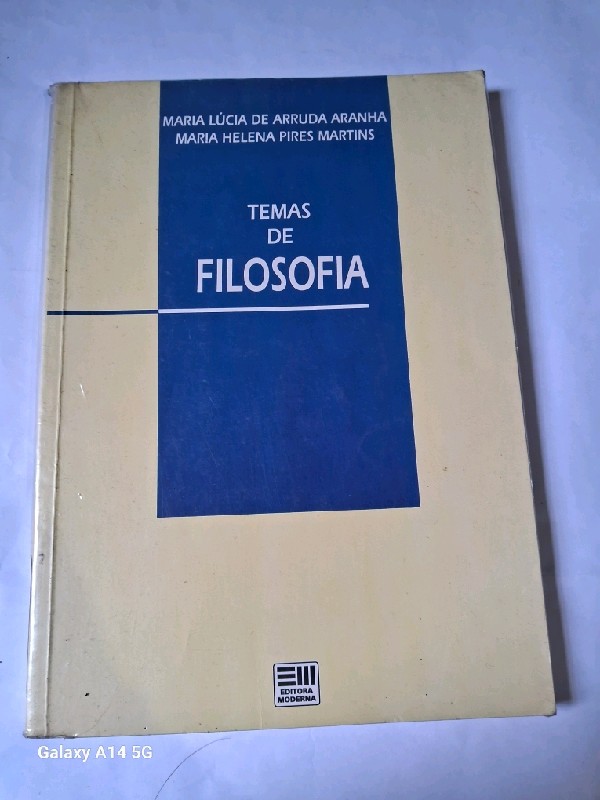 MARIA LÚCIA DE ARRUDA ARANHA
MARIA HELENA PIRES MARTINS
TEMAS
DE
FILOSOFIA
EDITORA
MODERNA
Galaxy A14 5G